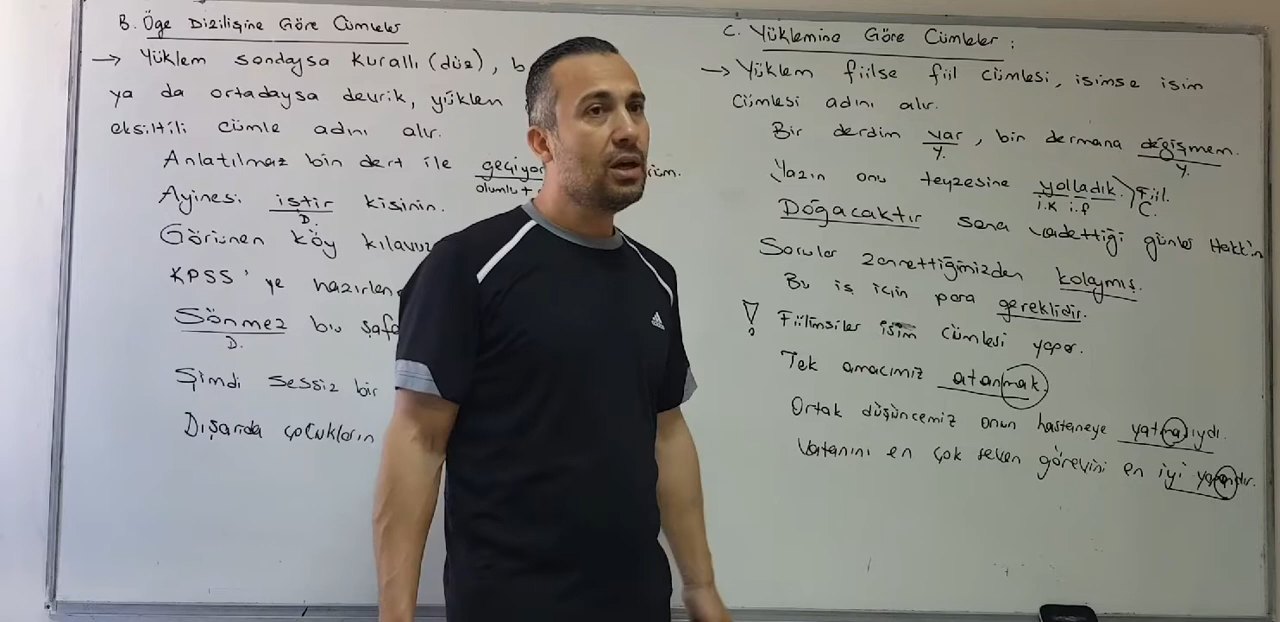 B. Öge Dizilişine Göre Cümleler
→ Yüklem sondaysa kurallı (düz), b
ya da ortadaysa devrik, yüklem
eksiltili cümle adını alır.
Anlatılmaz bin dert ile geçiyor
olumlu +
Ayinesi iştir kişinin.
D.
Görünen köy kılavuz
KPSS'ye hazırlan
Sönmez bu şafa
D.
Şimdi sessiz bir
Dışarıda çocukların
C. Yüklemine Göre Cümleler:
→ Yüklem fiilse fiil cümlesi, isimse isim
cümlesi adını alır.
Bir derdim var, bin dermana değişmem.
Y. Y.
Yazın onu teyzesine yolladık. Fiil C.
i.k i.f
Doğacaktır sana vadettiği günler Hakk'ın
Sorular zannettiğimizden kolaymış.
Bu iş için para gereklidir.
! Fiilimsiler isim cümlesi yapar.
Tek amacımız atanmak
Ortak düşüncemiz onun hastaneye yatmasıydı.
Vatanını en çok seven görevini en iyi yapandır.